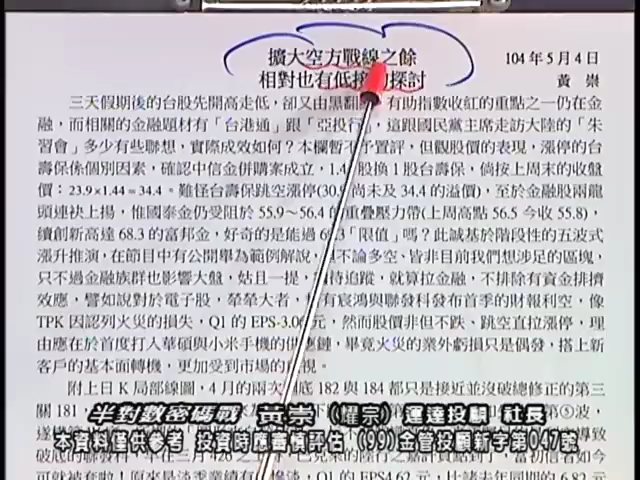 擴大空方戰線之餘
104年5月4日
相對也有低接的探討
黃 崇
三天假期後的台股先開高走低，卻又由黑翻 有助指數收紅的重點之一仍在金
融，而相關的金融題材有「台港通」跟「亞投行」，這跟國民黨主席走訪大陸的「朱
習會」多少有些聯想，實際成效如何？本欄暫不予置評，但觀股價的表現，漲停的台
壽保係個別因素，確認中信金併購案成立，1.4 股換1股台壽保，倘按上周末的收盤
價：23.9×1.44＝34.4。難怪台壽保跳空漲停(30.9 尚未及34.4的溢價)，至於金融股兩龍
頭連袂上揚，惟國泰金仍受阻於55.9～56.4的重疊壓力帶(上周高點56.5今收55.8)，
續創新高達68.3的富邦金，好奇的是能過69.3「限值」嗎？此誠基於階段性的五波式
漲升推演，在節目中有公開舉為範例解說，但不論多空、皆非目前我們想涉足的區塊，
只不過金融族群也影響大盤，姑且一提， 待追蹤，就算拉金融，不排除有資金排擠
效應，譬如說對於電子股，犖犖大者， 有宸鴻與聯發科發布首季的財報利空，像
TPK因認列火災的損失，Q1的EPS-3.06元，然而股價非但不跌、跳空直拉漲停，理
由應在於首度打入華碩與小米手機的供應鏈，畢竟火災的業外虧損只是偶發，搭上新
客戶的基本面轉機，更加受到市場的 視。
附上日K局部線圖，4月的兩次 底182與184都只是接近並沒破總修正的第三
關181，
半對數密碼戰 黃崇（耀宗）運達投顧 社長
本資料僅供參考 投資時應審慎評估 (99)金管投顧新字第047號